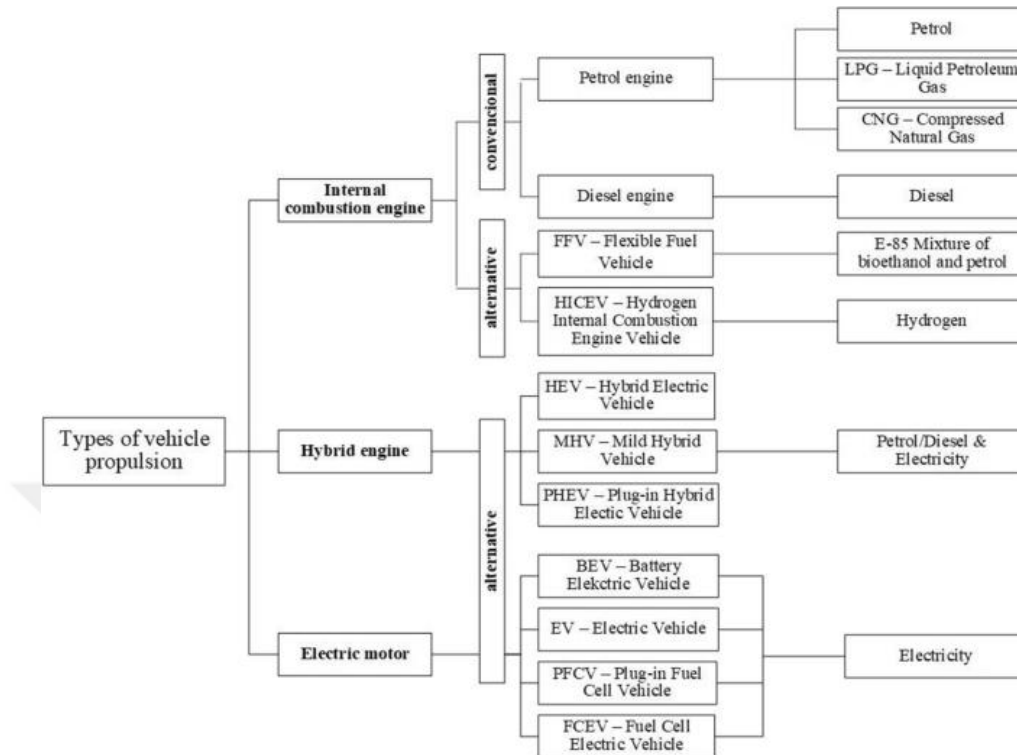 Types of vehicle
propulsion
Internal
combustion engine
Hybrid engine
Electric motor
convencional
alternative
alternative
Petrol engine
Diesel engine
FFV – Flexible Fuel
Vehicle
HICEV – Hydrogen
Internal Combustion
Engine Vehicle
HEV – Hybrid Electric
Vehicle
MHV – Mild Hybrid
Vehicle
PHEV – Plug-in Hybrid
Electic Vehicle
BEV – Battery
Elekctric Vehicle
EV – Electric Vehicle
PFCV – Plug-in Fuel
Cell Vehicle
FCEV – Fuel Cell
Electric Vehicle
Petrol
LPG – Liquid Petroleum
Gas
CNG – Compressed
Natural Gas
Diesel
E-85 Mixture of
bioethanol and petrol
Hydrogen
Petrol/Diesel &
Electricity
Electricity